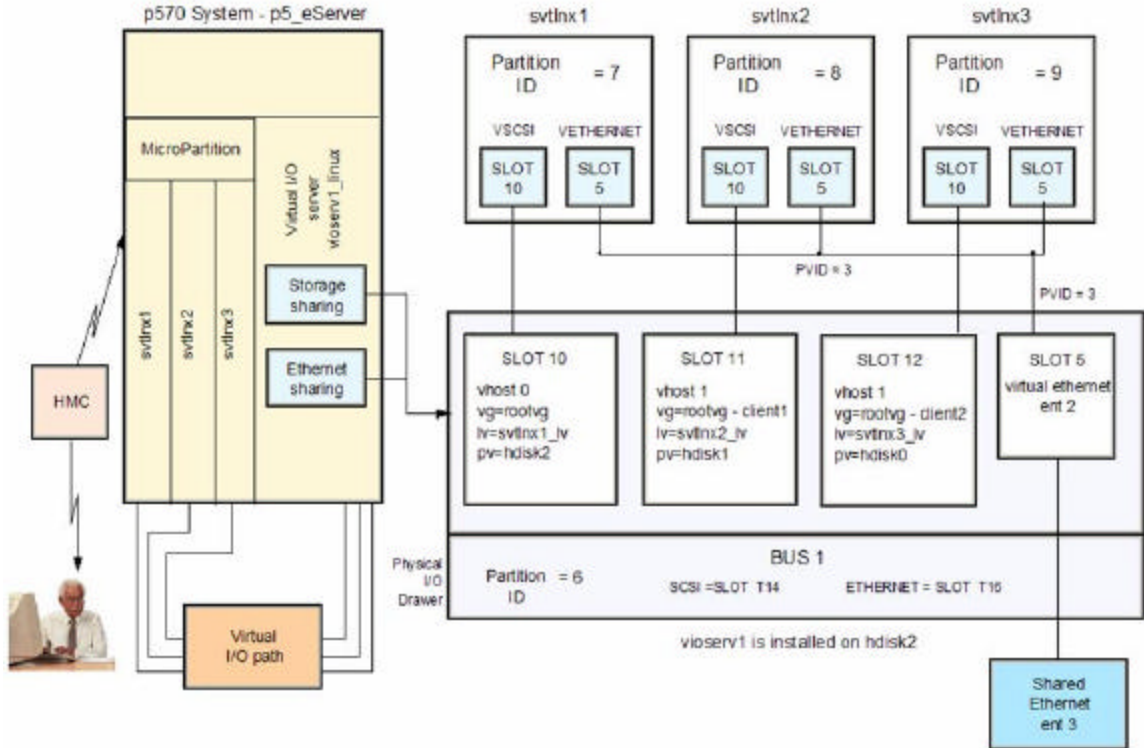 p570 System - p5_eServer
svtlnx1
svtlnx2
svtlnx3
MicroPartition
Virtual I/O
server
vioserv1_linux
Storage
sharing
Ethernet
sharing
svtlnx1
svtlnx2
svtlnx3
HMC
Virtual
I/O path
Partition
ID = 7
VSCSI
VETHERNET
SLOT
10
SLOT
5
Partition
ID = 8
VSCSI
VETHERNET
SLOT
10
SLOT
5
Partition
ID = 9
VSCSI
VETHERNET
SLOT
10
SLOT
5
PVID = 3
PVID = 3
SLOT 10
vhost 0
vg=rootvg
lv=svtlnx1_lv
pv=hdisk2
SLOT 11
vhost 1
vg=rootvg - client1
lv=svtlnx2_lv
pv=hdisk1
SLOT 12
vhost 1
vg=rootvg - client2
lv=svtlnx3_lv
pv=hdisk0
SLOT 5
virtual ethernet
ent 2
Physical
I/O
Drawer
Partition
ID = 6
BUS 1
SCSI =SLOT T14
ETHERNET = SLOT T16
vioserv1 is installed on hdisk2
Shared
Ethernet
ent 3